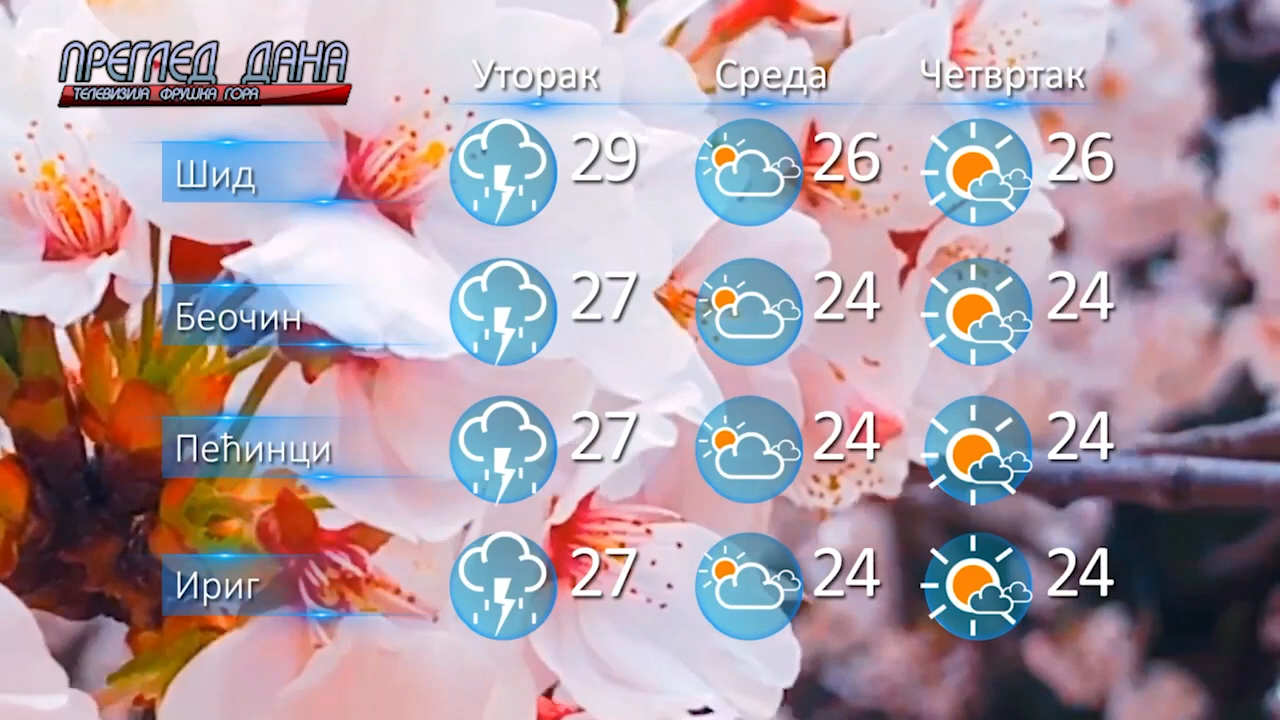 ПРЕГЛЕД ДАНА
ТЕЛЕВИЗИЈА ФРУШКА ГОРА
Уторак Среда Четвртак
Шид 29 26 26
Беочин 27 24 24
Пећинци 27 24 24
Ириг 27 24 24